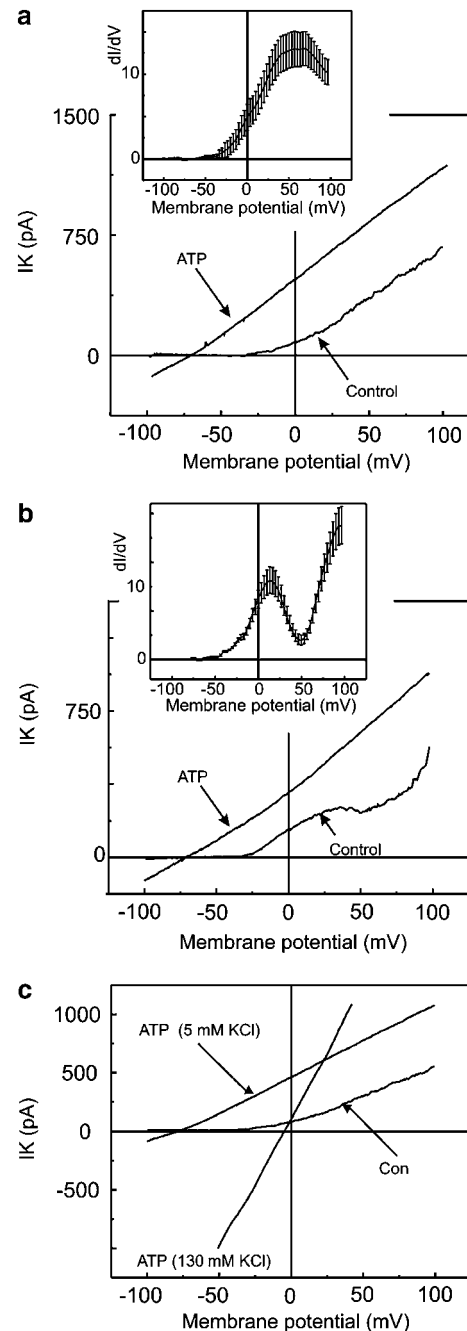 a
dI/dV
10
0
-100 -50 0 50 100
Membrane potential (mV)
1500
750
0
IK (pA)
ATP
Control
-100 -50 0 50 100
Membrane potential (mV)
b
dI/dV
10
0
-100 -50 0 50 100
Membrane potential (mV)
750
0
IK (pA)
ATP
Control
-100 -50 0 50 100
Membrane potential (mV)
c
1000
500
0
-500
IK (pA)
ATP (5 mM KCl)
Con
ATP (130 mM KCl)
-100 -50 0 50 100
Membrane potential (mV)